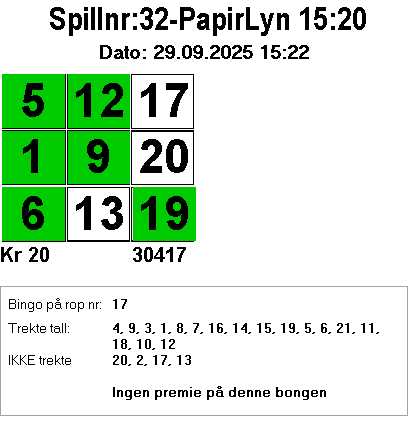 Spillnr:32-PapirLyn 15:20
Dato: 29.09.2025 15:22
5 12 17
1 9 20
6 13 19
Kr 20 30417
Bingo på rop nr: 17
Trekte tall: 4, 9, 3, 1, 8, 7, 16, 14, 15, 19, 5, 6, 21, 11,
18, 10, 12
IKKE trekte 20, 2, 17, 13
Ingen premie på denne bongen